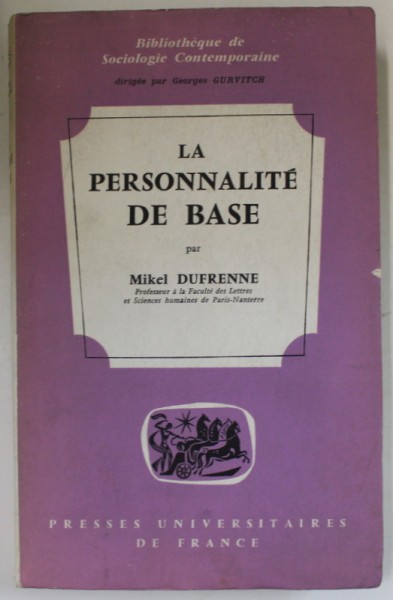 Bibliothèque de
Sociologie Contemporaine
dirigée par Georges GURVITCH
LA
PERSONNALITÉ
DE BASE
par
Mikel DUFRENNE
Professeur à la Faculté des Lettres
et Sciences humaines de Paris-Nanterre
PRESSES UNIVERSITAIRES
DE FRANCE